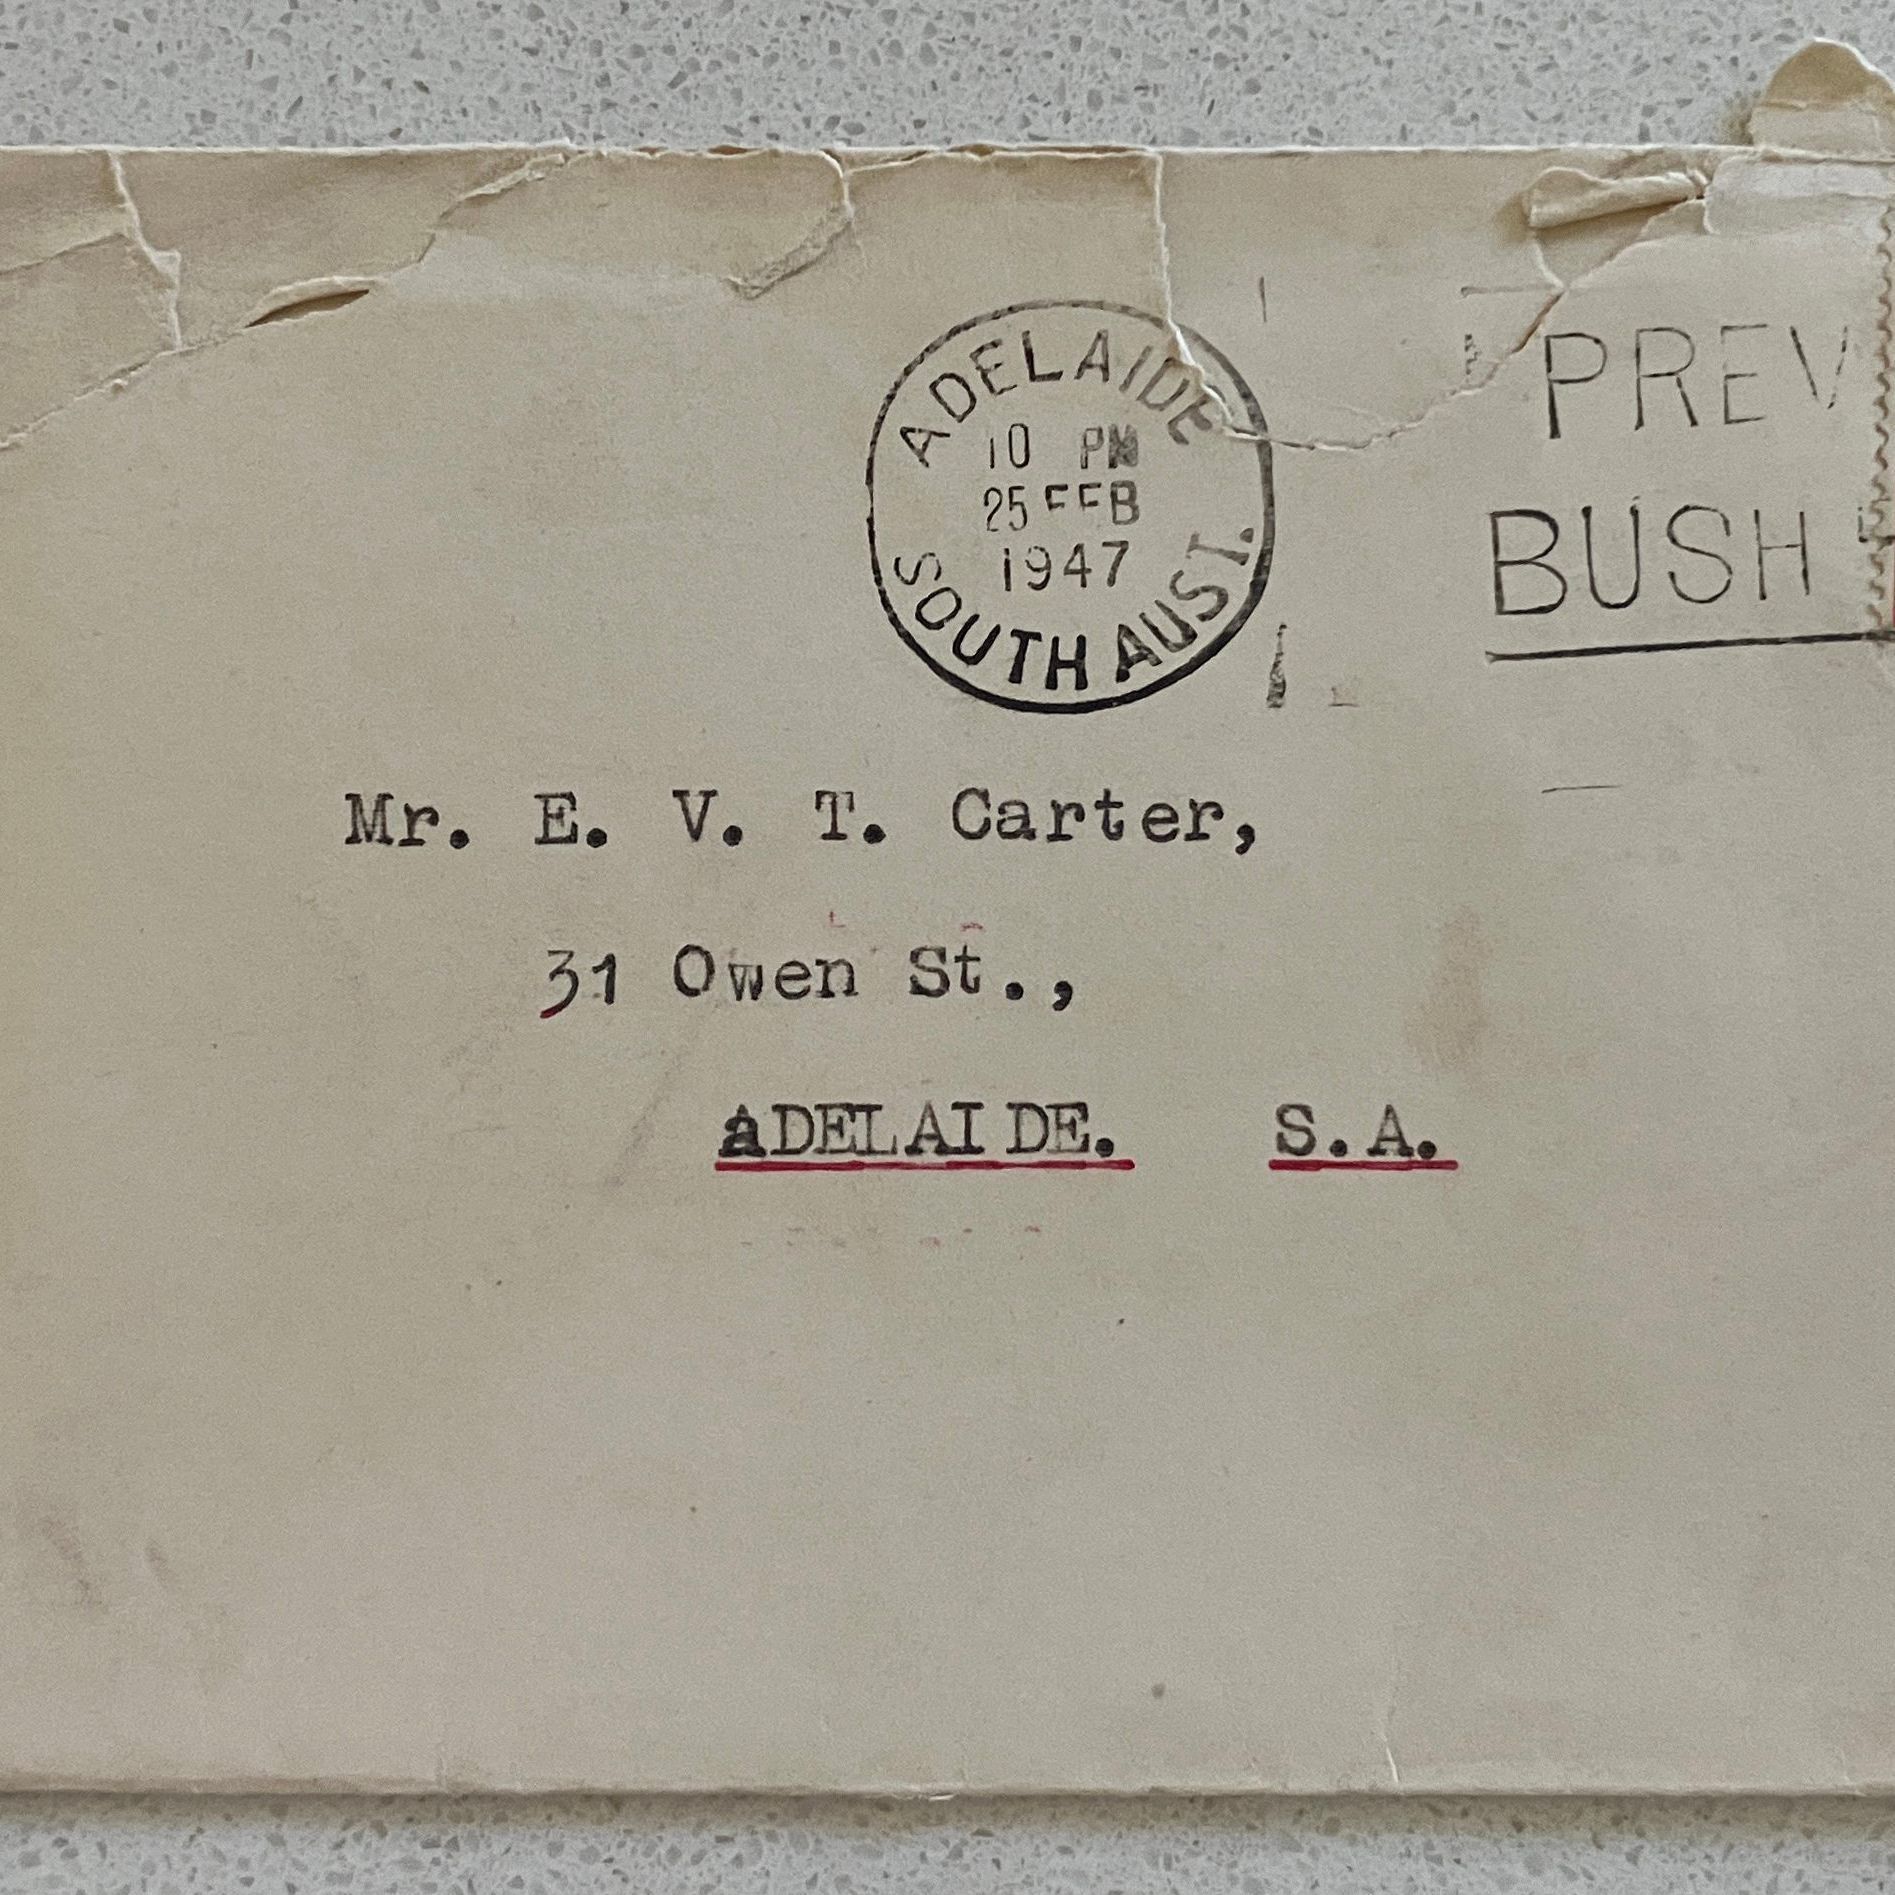 ADELAIDE
10 PM
25 FEB
1947
SOUTH AUST.
PREV
BUSH
Mr. E. V. T. Carter,
31 Owen St.,
aDELAIDE. S.A.